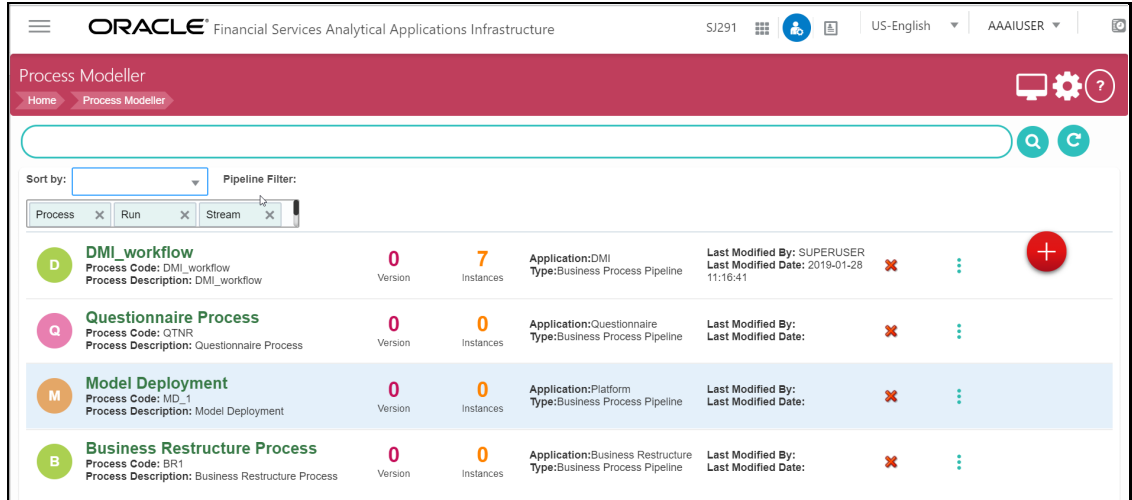 ORACLE® Financial Services Analytical Applications Infrastructure SJ291 US-English AAAIUSER
Process Modeller
Home Process Modeller ?
Sort by: Pipeline Filter:
Process Run Stream
D DMI_workflow
Process Code: DMI_workflow
Process Description: DMI_workflow
0 Version
7 Instances
Application:DMI
Type:Business Process Pipeline
Last Modified By: SUPERUSER
Last Modified Date: 2019-01-28
11:16:41
Q Questionnaire Process
Process Code: QTNR
Process Description: Questionnaire Process
0 Version
0 Instances
Application:Questionnaire
Type:Business Process Pipeline
Last Modified By:
Last Modified Date:
M Model Deployment
Process Code: MD_1
Process Description: Model Deployment
0 Version
0 Instances
Application:Platform
Type:Business Process Pipeline
Last Modified By:
Last Modified Date:
B Business Restructure Process
Process Code: BR1
Process Description: Business Restructure Process
0 Version
0 Instances
Application:Business Restructure
Type:Business Process Pipeline
Last Modified By:
Last Modified Date: